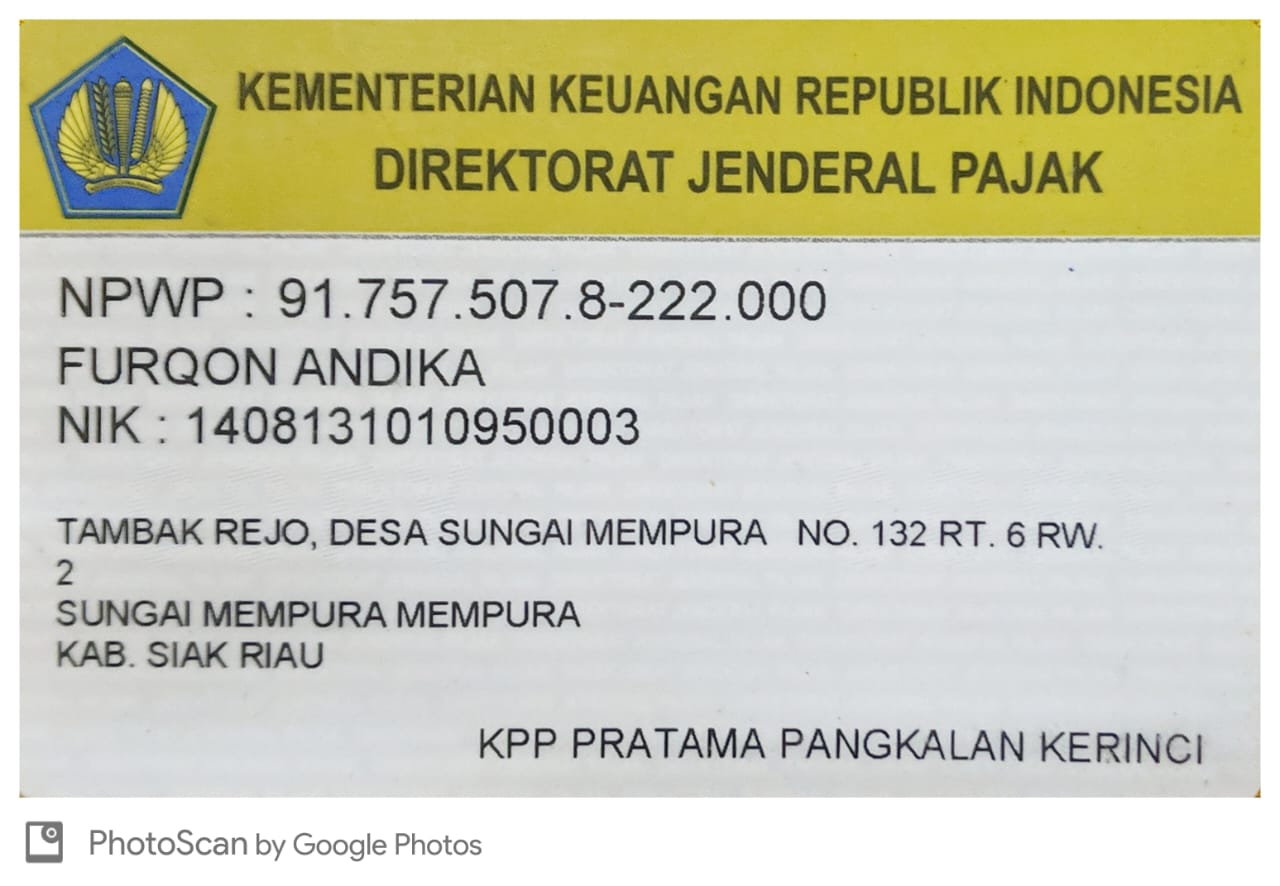 KEMENTERIAN KEUANGAN REPUBLIK INDONESIA
DIREKTORAT JENDERAL PAJAK
NPWP : 91.757.507.8-222.000
FURQON ANDIKA
NIK : 1408131010950003
TAMBAK REJO, DESA SUNGAI MEMPURA NO. 132 RT. 6 RW.
2
SUNGAI MEMPURA MEMPURA
KAB. SIAK RIAU
KPP PRATAMA PANGKALAN KERINCI
PhotoScan by Google Photos